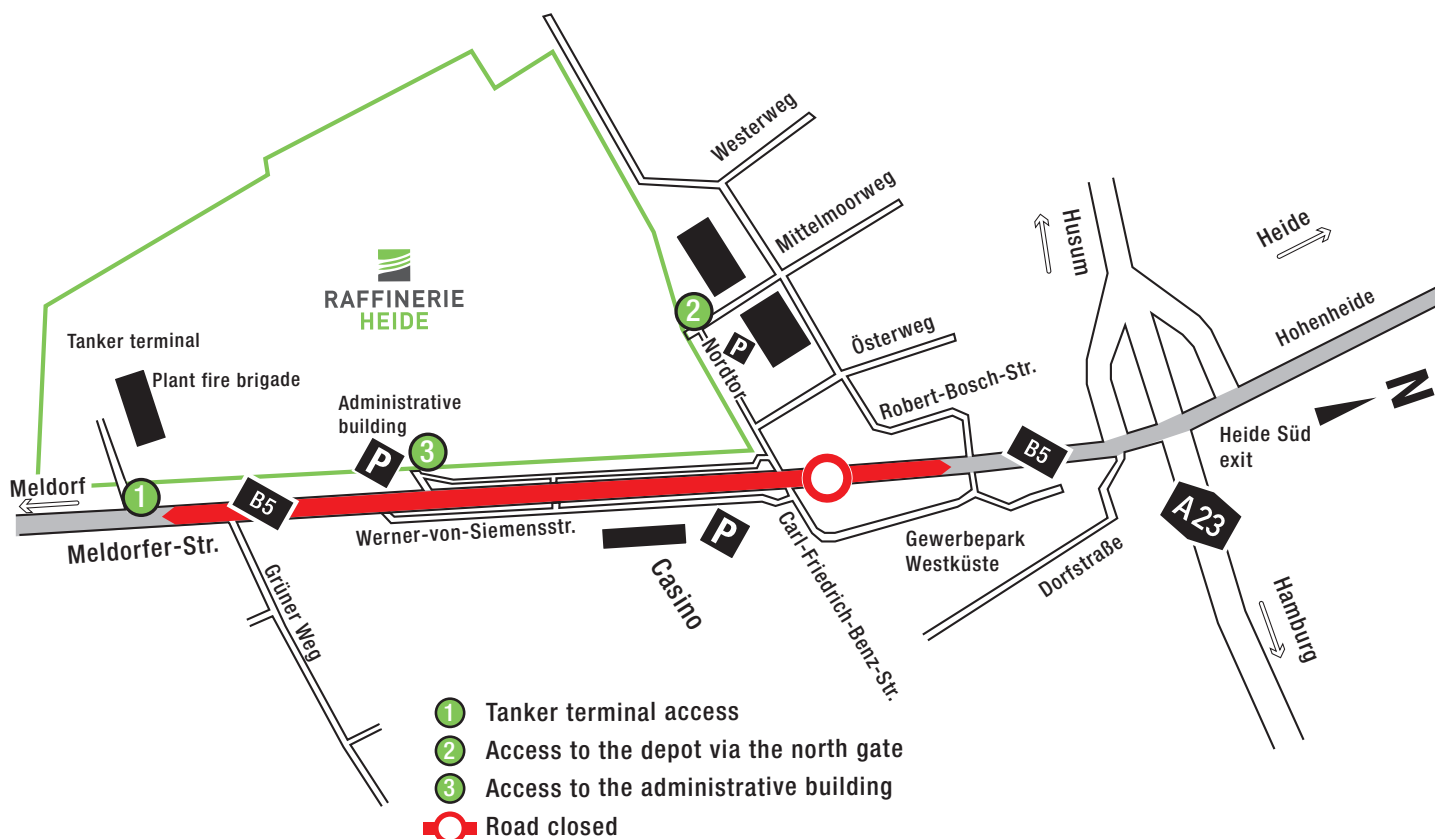 Westerweg
Mittelmoorweg
Husum
Heide
RAFFINERIE
HEIDE
2
Hohenheide
Tanker terminal
P
Nordtor
Österweg
Plant fire brigade
Robert-Bosch-Str.
N
Administrative
building
P
3
Heide Süd
exit
B5
Meldorf
1
B5
A 23
Meldorfer-Str.
Werner-von-Siemensstr.
P
Gewerbepark
Westküste
Casino
Carl-Friedrich-Benz-Str.
Dorfstraße
Grüner Weg
Hamburg
1 Tanker terminal access
2 Access to the depot via the north gate
3 Access to the administrative building
Road closed